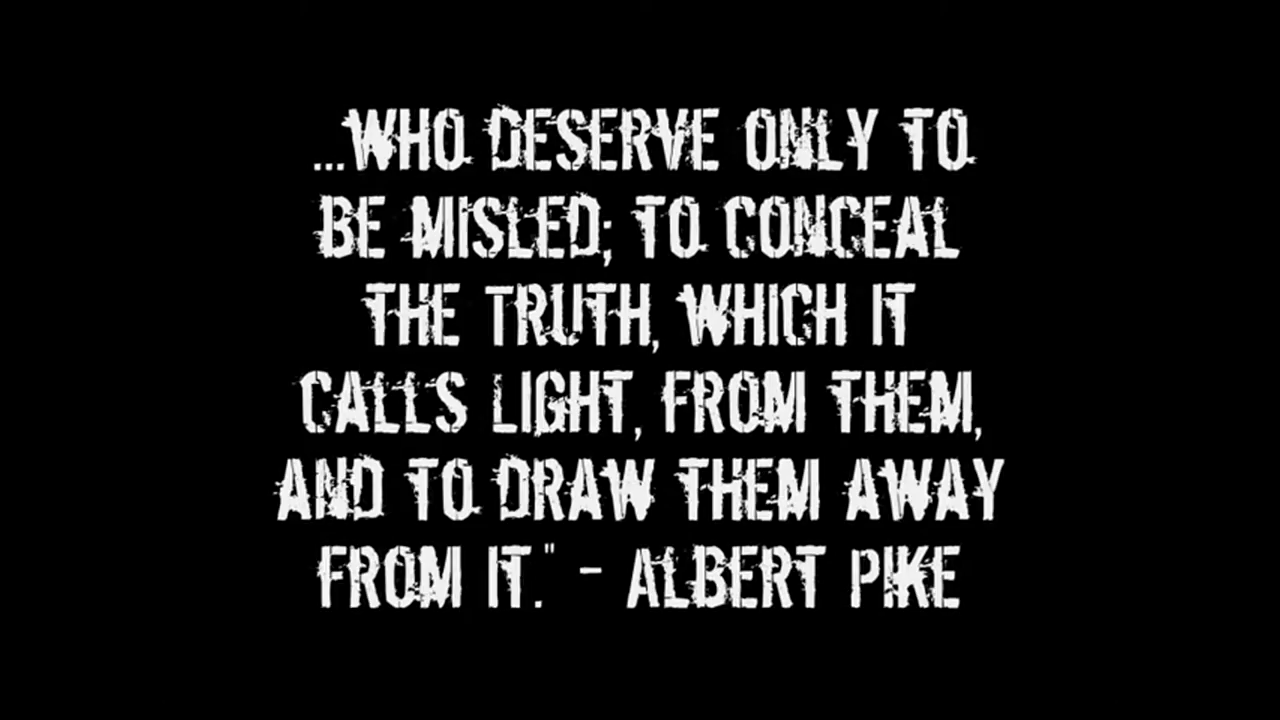 ...WHO DESERVE ONLY TO
BE MISLED; TO CONCEAL
THE TRUTH, WHICH IT
CALLS LIGHT, FROM THEM,
AND TO DRAW THEM AWAY
FROM IT." - ALBERT PIKE